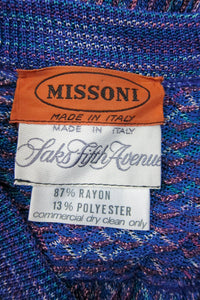 MISSONI
MADE IN ITALY
MADE IN ITALY
Saks Fifth Avenue
87% RAYON
13% POLYESTER
commercial dry clean only